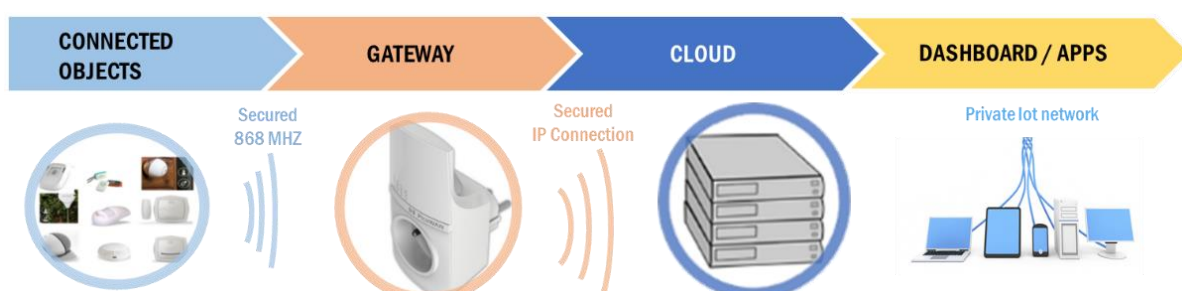 CONNECTED
OBJECTS
GATEWAY
CLOUD
DASHBOARD / APPS
Secured
868 MHZ
Secured
IP Connection
Private Iot network